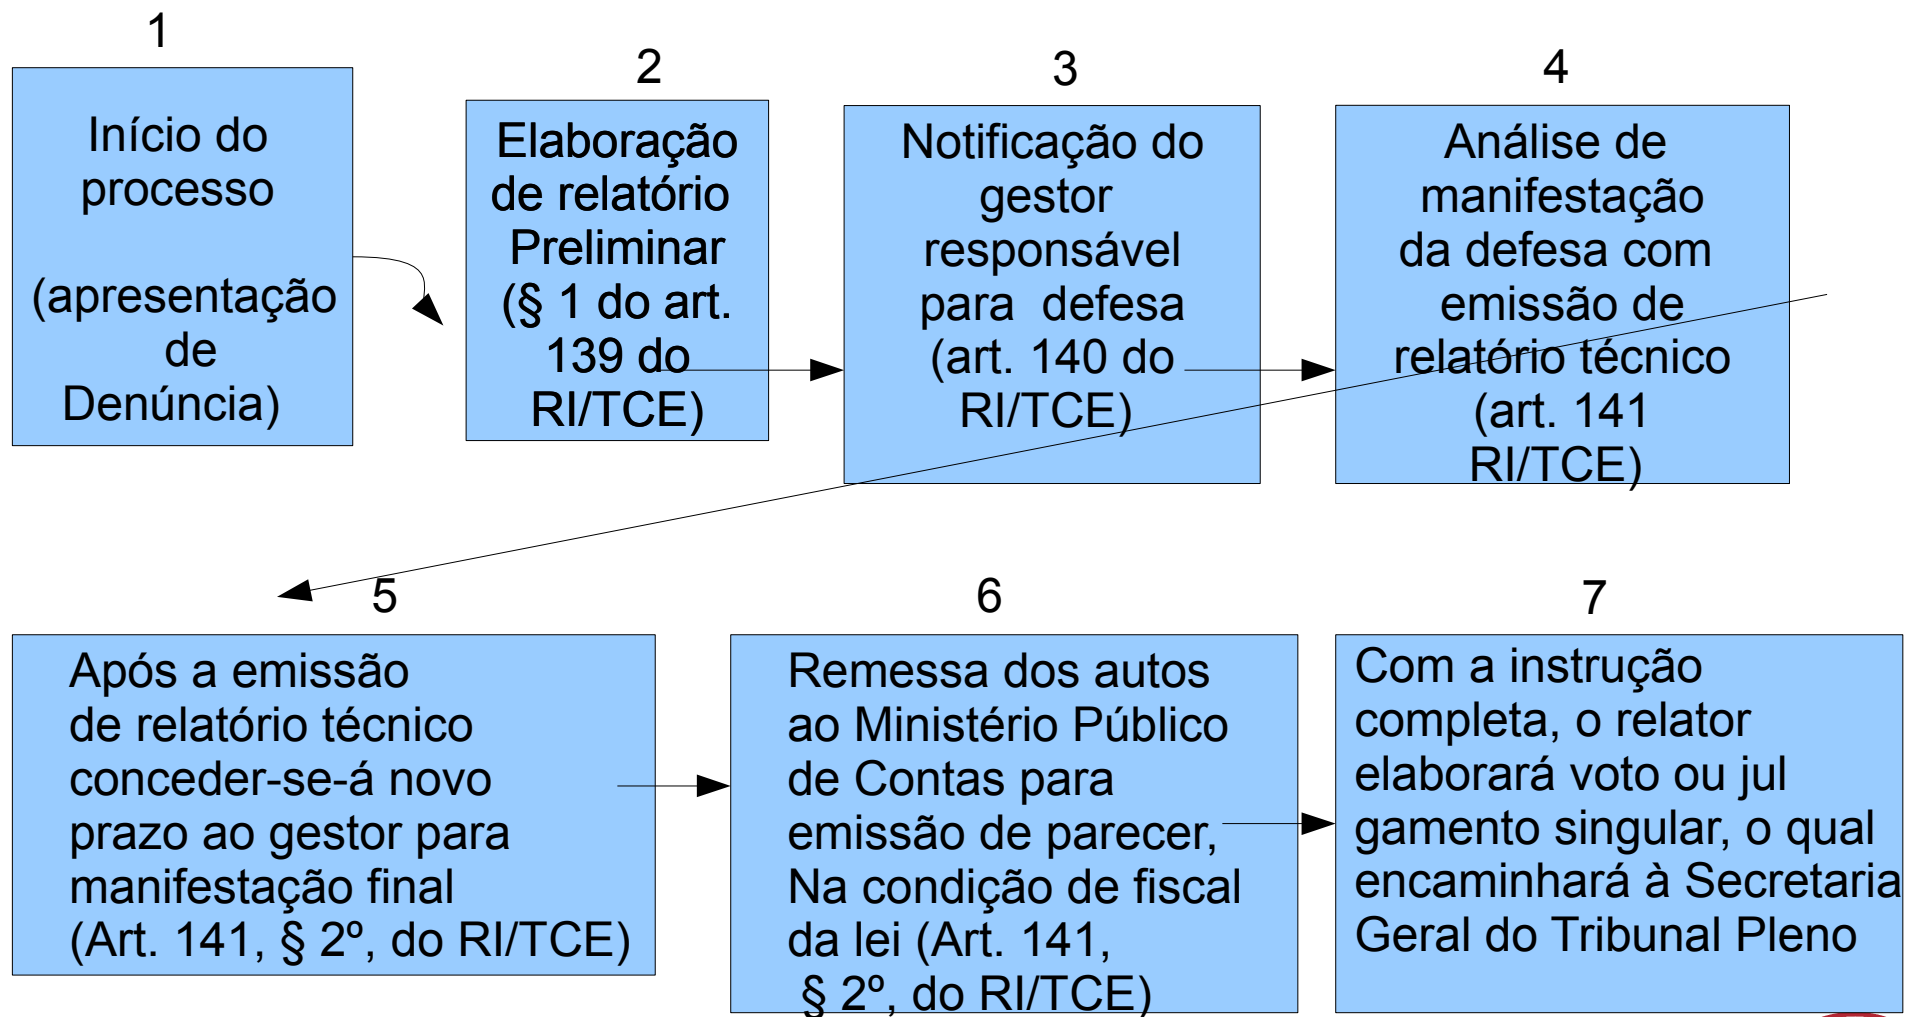 1
Início do
processo
(apresentação
de
Denúncia)
2
Elaboração
de relatório
Preliminar
(§ 1 do art.
139 do
RI/TCE)
3
Notificação do
gestor
responsável
para  defesa
(art. 140 do
RI/TCE)
4
Análise de
manifestação
da defesa com
emissão de
relatório técnico
(art. 141
RI/TCE)
5
Após a emissão
de relatório técnico
conceder-se-á novo
prazo ao gestor para
manifestação final
(Art. 141, § 2º, do RI/TCE)
6
Remessa dos autos
ao Ministério Público
de Contas para
emissão de parecer,
Na condição de fiscal
da lei (Art. 141,
§ 2º, do RI/TCE)
7
Com a instrução
completa, o relator
elaborará voto ou jul
gamento singular, o qual
encaminhará à Secretaria
Geral do Tribunal Pleno